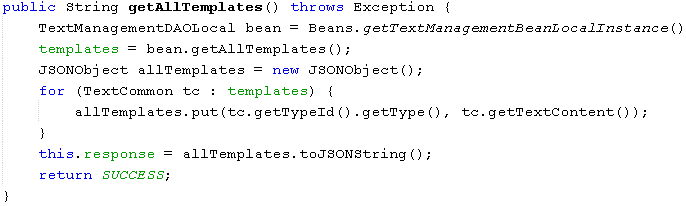 public String getAllTemplates() throws Exception {
    TextManagementDAOLocal bean = Beans.getTextManagementBeanLocalInstance()
    templates = bean.getAllTemplates();
    JSONObject allTemplates = new JSONObject();
    for (TextCommon tc : templates) {
        allTemplates.put(tc.getTypeId().getType(), tc.getTextContent());
    }
    this.response = allTemplates.toJSONString();
    return SUCCESS;
}